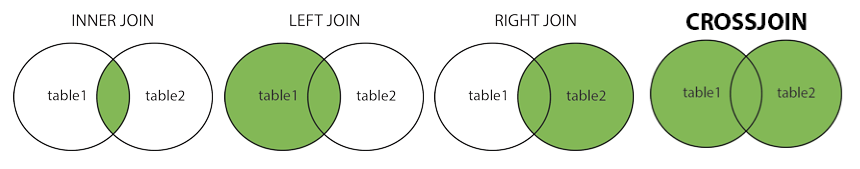 INNER JOIN
table1 table2
LEFT JOIN
table1 table2
RIGHT JOIN
table1 table2
CROSSJOIN
table1 table2